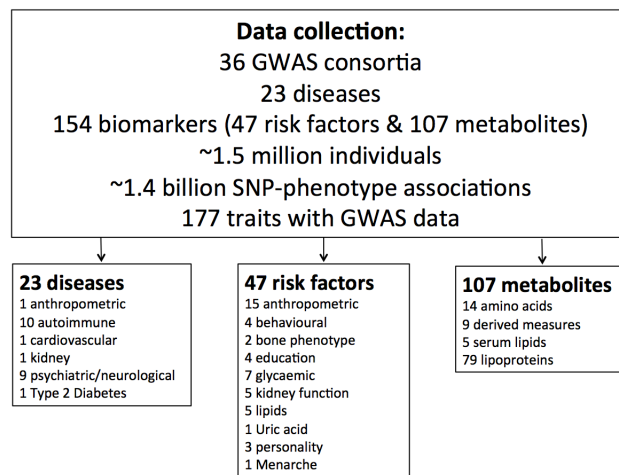 Data collection:
36 GWAS consortia
23 diseases
154 biomarkers (47 risk factors & 107 metabolites)
~1.5 million individuals
~1.4 billion SNP-phenotype associations
177 traits with GWAS data
23 diseases
1 anthropometric
10 autoimmune
1 cardiovascular
1 kidney
9 psychiatric/neurological
1 Type 2 Diabetes
47 risk factors
15 anthropometric
4 behavioural
2 bone phenotype
4 education
7 glycaemic
5 kidney function
5 lipids
1 Uric acid
3 personality
1 Menarche
107 metabolites
14 amino acids
9 derived measures
5 serum lipids
79 lipoproteins